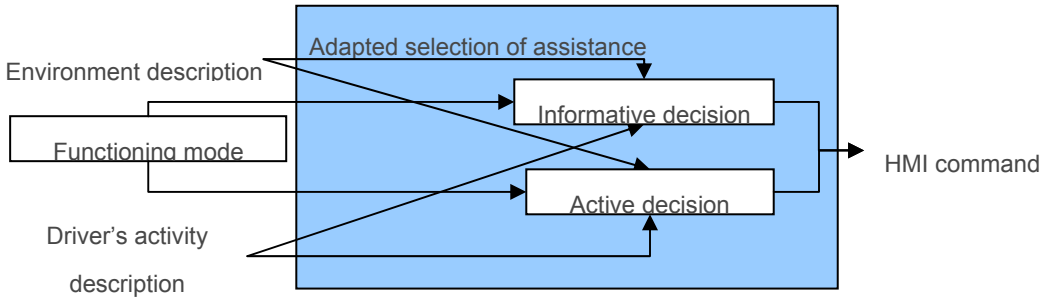 Adapted selection of assistance
Environment description
Informative decision
Functioning mode
HMI command
Active decision
Driver’s activity
description